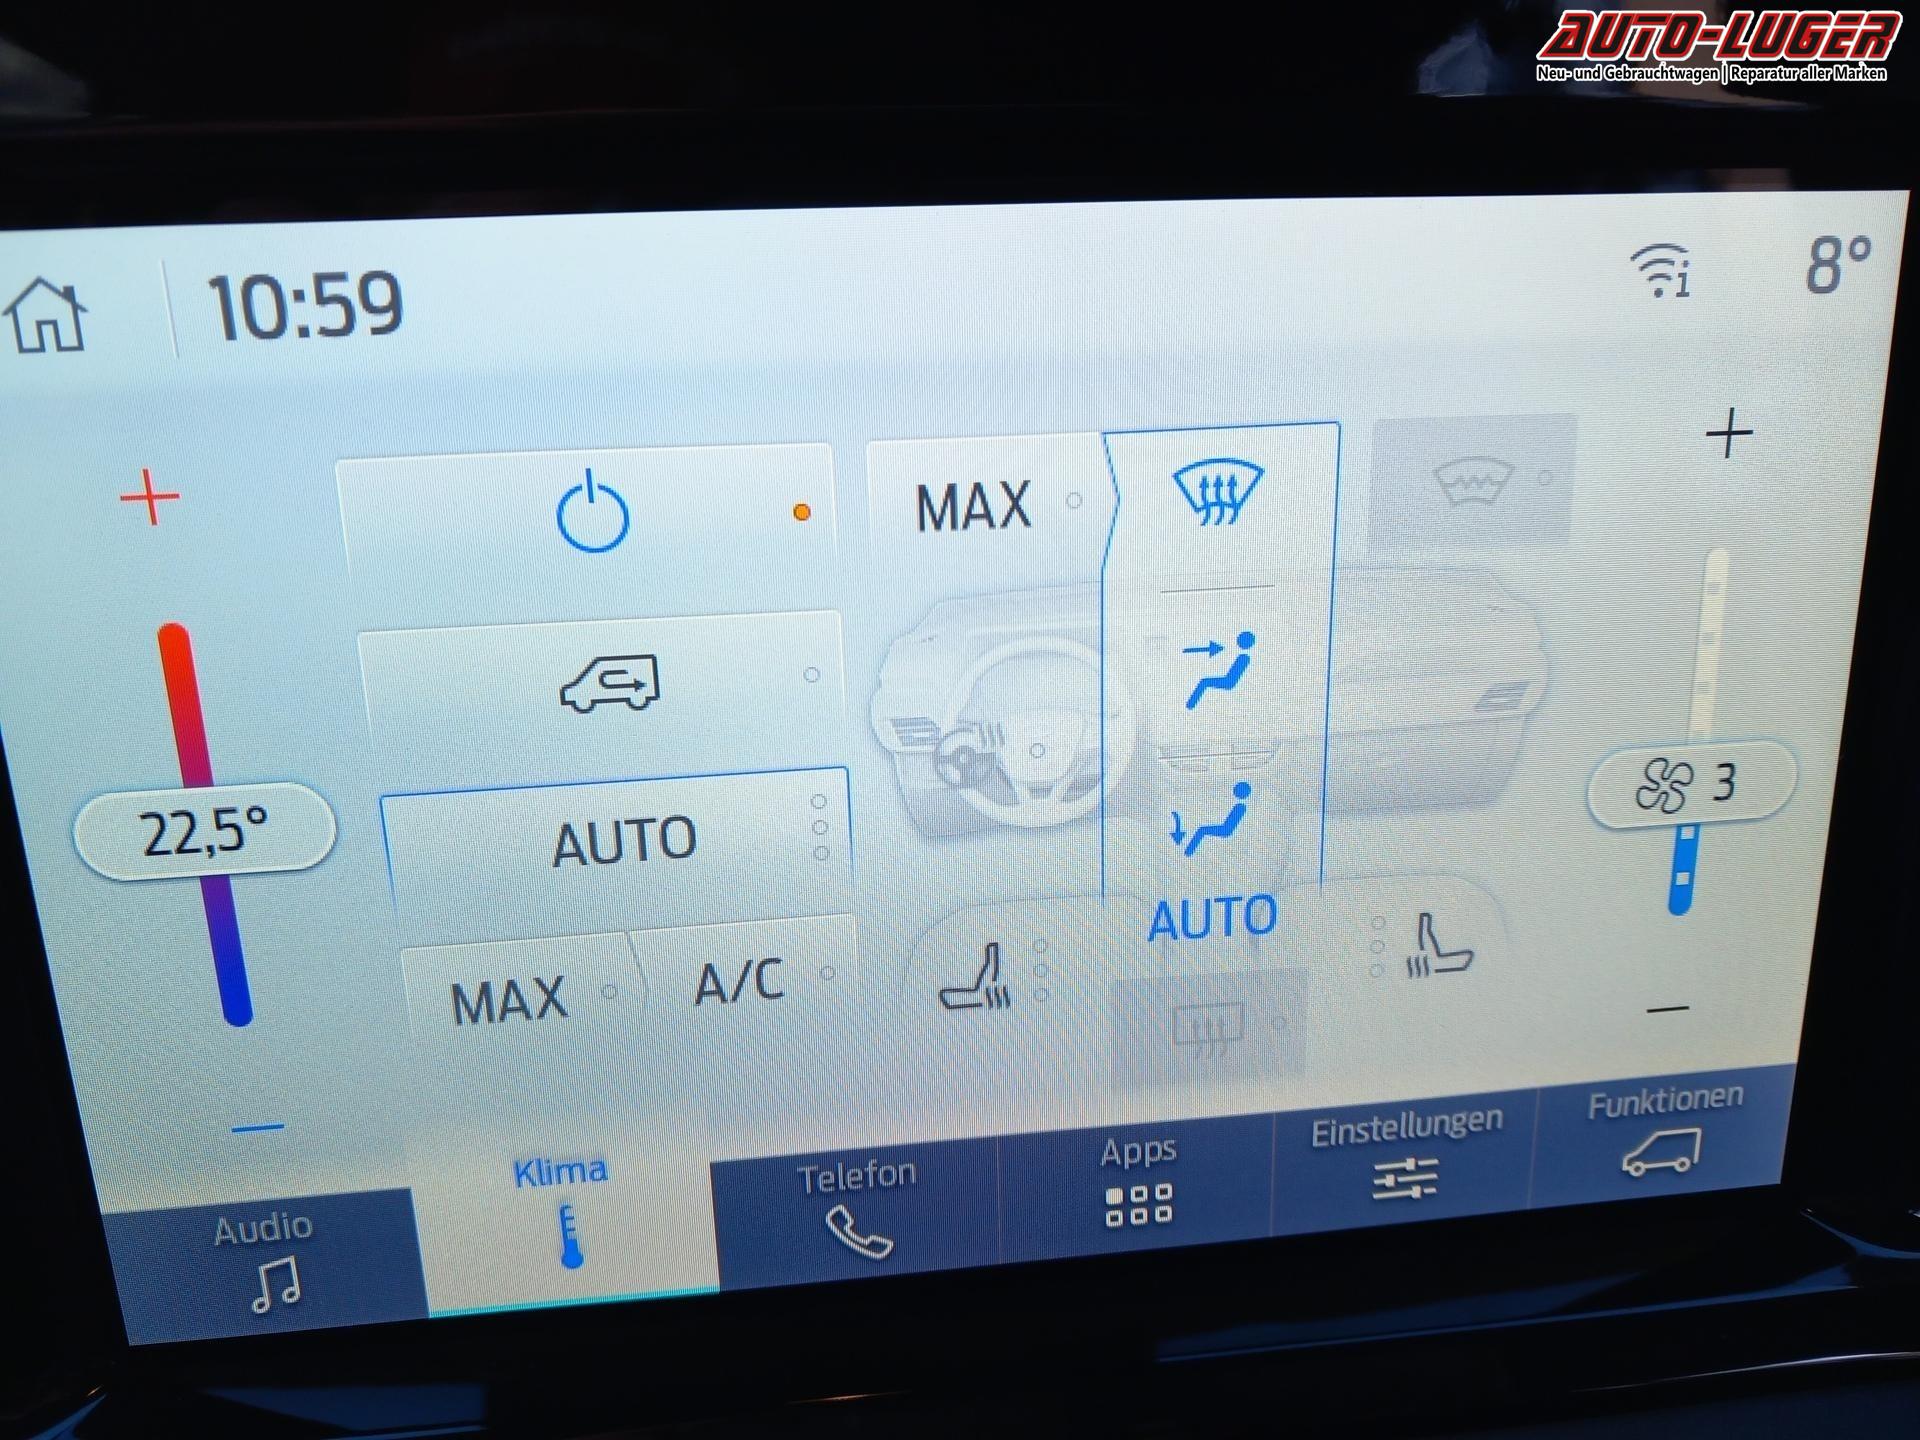 AUTO-LUGER
Neu- und Gebrauchtwagen | Reparatur aller Marken
10:59
8°
MAX
22,5°
AUTO
3
MAX
A/C
AUTO
Audio
Klima
Telefon
Apps
Einstellungen
Funktionen